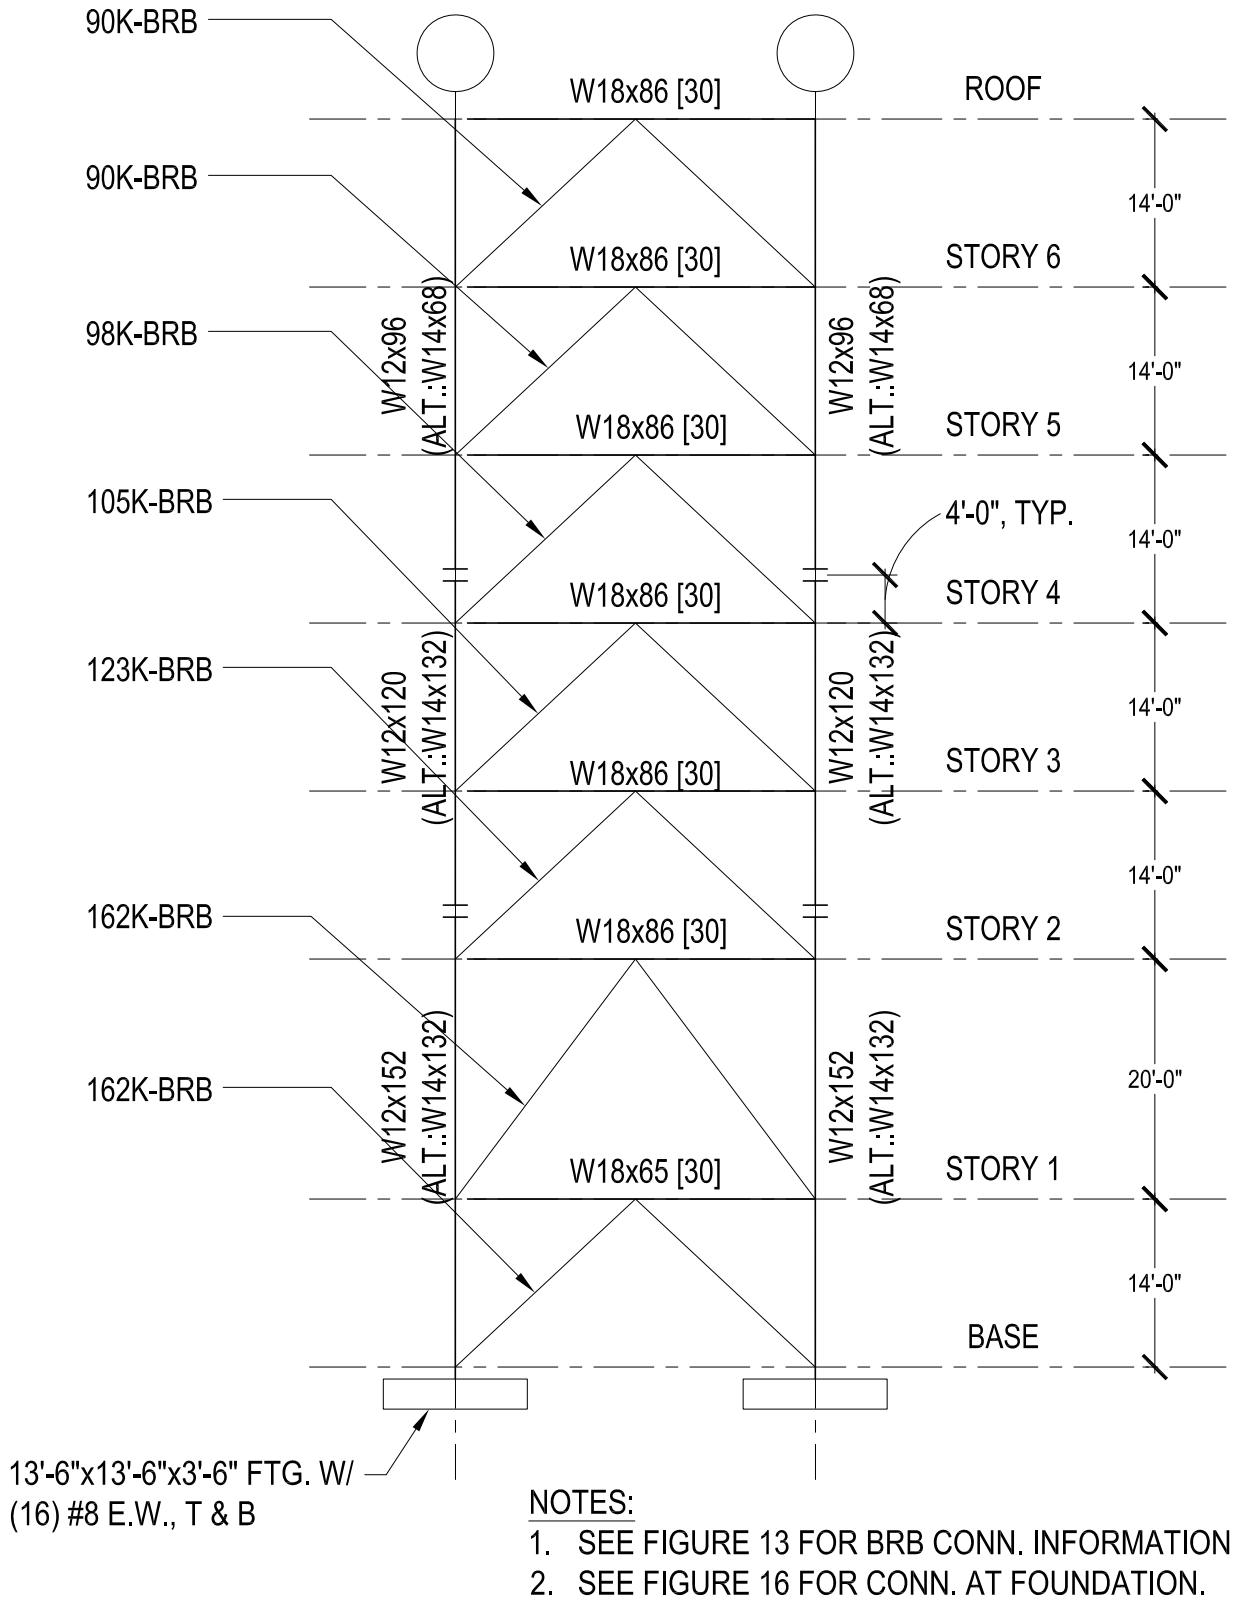 90K-BRB
W18x86 [30]
ROOF
14'-0"
90K-BRB
W18x86 [30]
STORY 6
98K-BRB
W12x96
(ALT.:W14x68)
W12x96
(ALT.:W14x68)
14'-0"
W18x86 [30]
STORY 5
105K-BRB
4'-0", TYP.
14'-0"
W18x86 [30]
STORY 4
123K-BRB
W12x120
(ALT.:W14x132)
W12x120
(ALT.:W14x132)
14'-0"
W18x86 [30]
STORY 3
14'-0"
162K-BRB
W18x86 [30]
STORY 2
162K-BRB
W12x152
(ALT.:W14x132)
W12x152
(ALT.:W14x132)
20'-0"
W18x65 [30]
STORY 1
14'-0"
BASE
13'-6"x13'-6"x3'-6" FTG. W/
(16) #8 E.W., T & B
NOTES:
1. SEE FIGURE 13 FOR BRB CONN. INFORMATION
2. SEE FIGURE 16 FOR CONN. AT FOUNDATION.